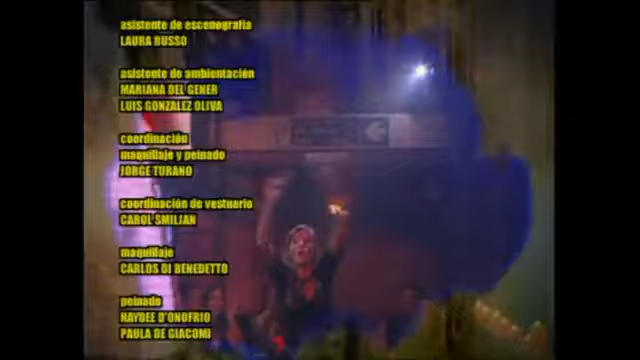 asistente de escenografía
LAURA RUSSO
asistente de ambientación
MARIANA DEL GENER
LUIS GONZALEZ OLIVA
coordinación
maquillaje y peinado
JORGE TURANO
coordinación de vestuario
CAROL SMILJAN
maquillaje
CARLOS DI BENEDETTO
peinado
HAYDEE D'ONOFRIO
PAULA DE GIACOMI